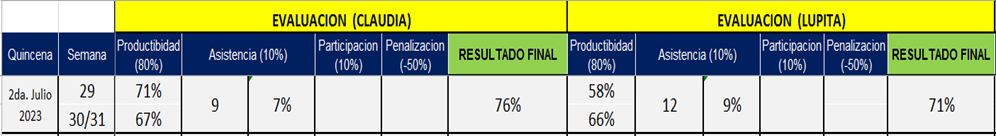 EVALUACION (CLAUDIA) EVALUACION (LUPITA)
Quincena Semana Productibidad (80%) Asistencia (10%) Participacion (10%) Penalizacion (-50%) RESULTADO FINAL Productibidad (80%) Asistencia (10%) Participacion (10%) Penalizacion (-50%) RESULTADO FINAL
2da. Julio 2023 29 71% 9 7% 76% 58% 12 9% 71%
30/31 67% 66%